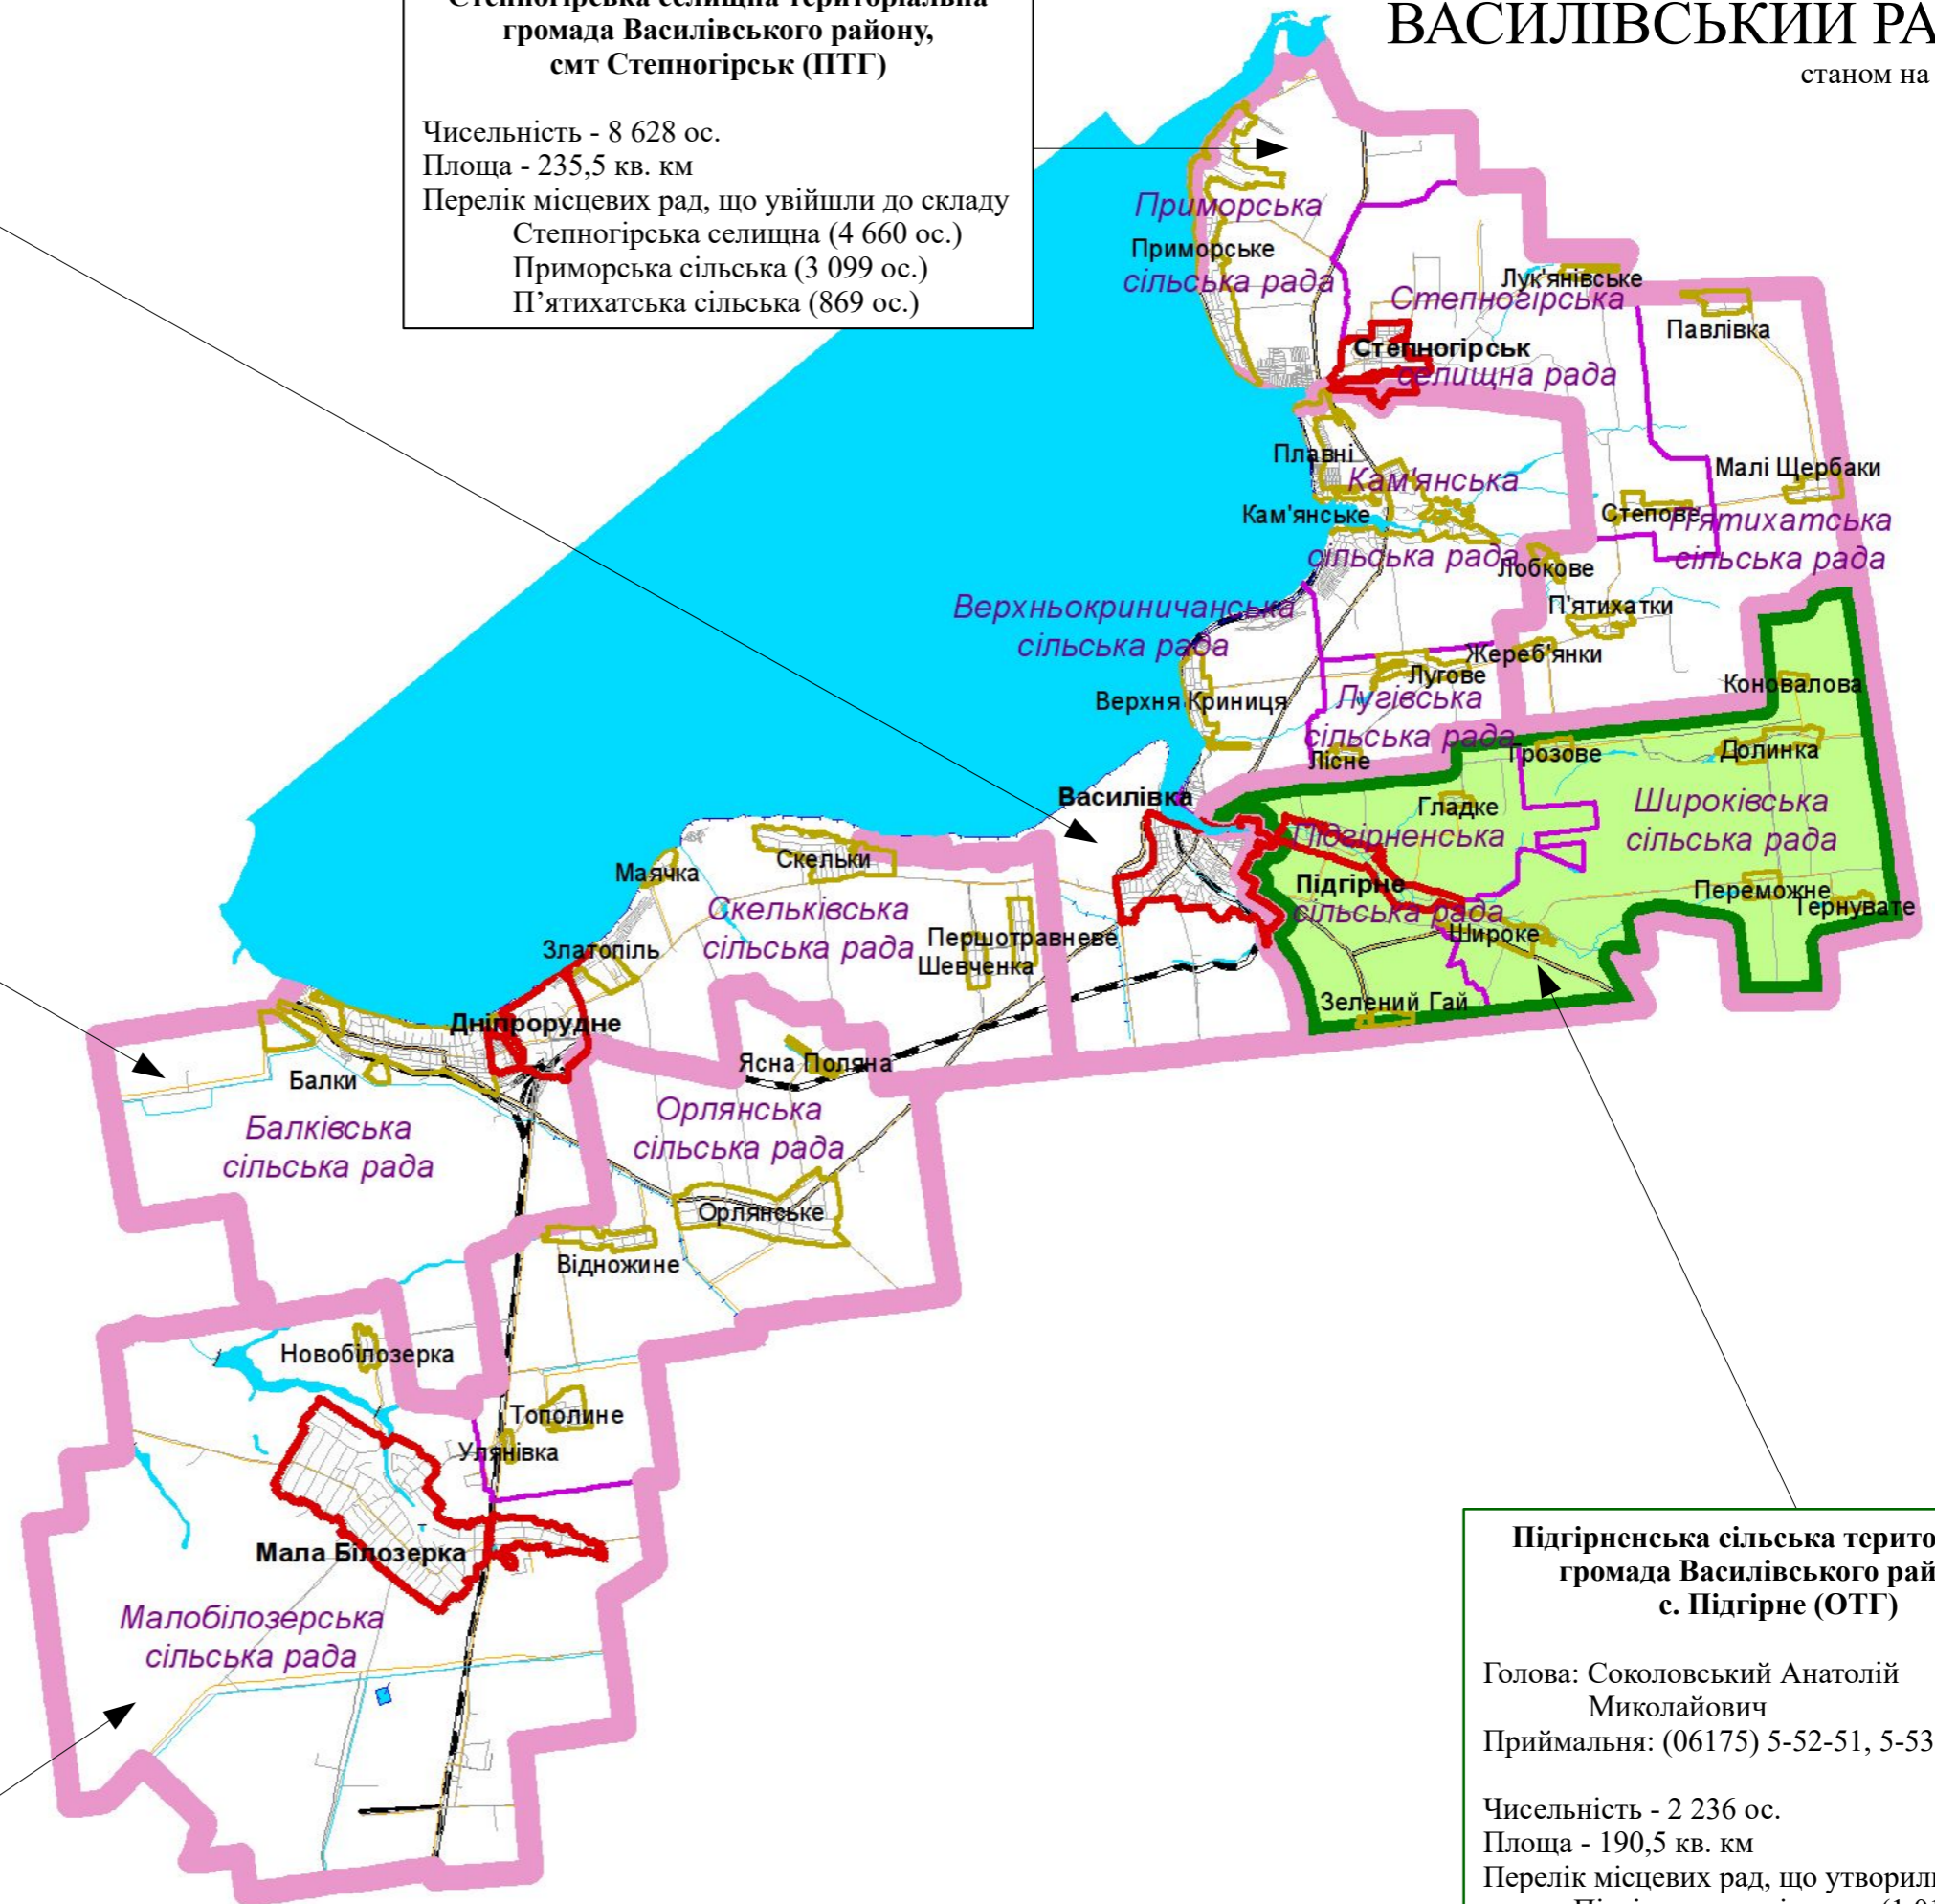 Степногірська селищна територіальна
громада Василівського району,
смт Степногірськ (ПТГ)
Чисельність - 8 628 ос.
Площа - 235,5 кв. км
Перелік місцевих рад, що увійшли до складу
Степногірська селищна (4 660 ос.)
Приморська сільська (3 099 ос.)
П’ятихатська сільська (869 ос.)
ВАСИЛІВСЬКИЙ РА
станом на
Приморська
Приморське
сільська рада
Лук'янівське
Степногірська
Павлівка
Степногірськ
селищна рада
Плавні
Кам'янська
Малі Щербаки
Кам'янське
Степове
П'ятихатська
сільська рада
сільська рада
Лобкове
Верхньокриничанська
сільська рада
П'ятихатки
Жереб'янки
Лугове
Коновалова
Верхня Криниця
Лугівська
сільська рада
Лісне
Грозове
Долинка
Василівка
Гладке
Широківська
сільська рада
Підгірненська
Маячка
Скельки
Підгірне
сільська рада
Переможне
Тернувате
Скельківська
сільська рада
Першотравневе
Шевченка
Широке
Златопіль
Зелений Гай
Дніпрорудне
Ясна Поляна
Балки
Орлянська
сільська рада
Балківська
сільська рада
Орлянське
Відножине
Новобілозерка
Тополине
Улянівка
Мала Білозерка
Малобілозерська
сільська рада
Підгірненська сільська терито
громада Василівського рай
с. Підгірне (ОТГ)
Голова: Соколовський Анатолій
Миколайович
Приймальня: (06175) 5-52-51, 5-53
Чисельність - 2 236 ос.
Площа - 190,5 кв. км
Перелік місцевих рад, що утворил